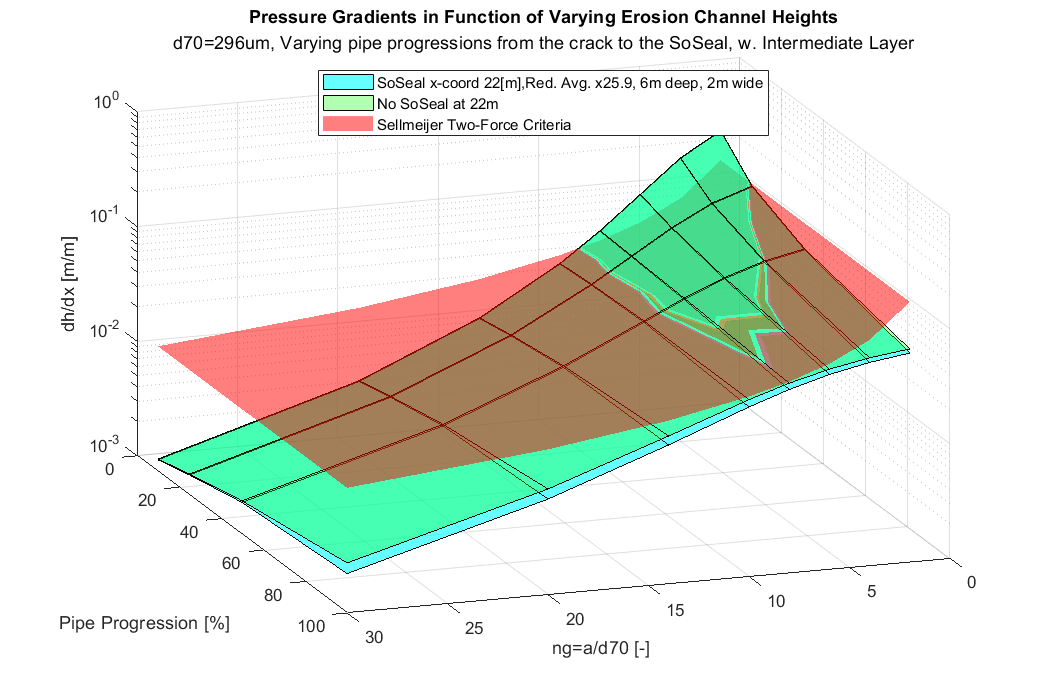 Pressure Gradients in Function of Varying Erosion Channel Heights
d70=296um, Varying pipe progressions from the crack to the SoSeal, w. Intermediate Layer
SoSeal x-coord 22[m],Red. Avg. x25.9, 6m deep, 2m wide
No SoSeal at 22m
Sellmeijer Two-Force Criteria
10^0
10^-1
10^-2
10^-3
dh/dx [m/m]
0
20
40
60
80
100
Pipe Progression [%]
30
25
20
15
10
5
0
ng=a/d70 [-]